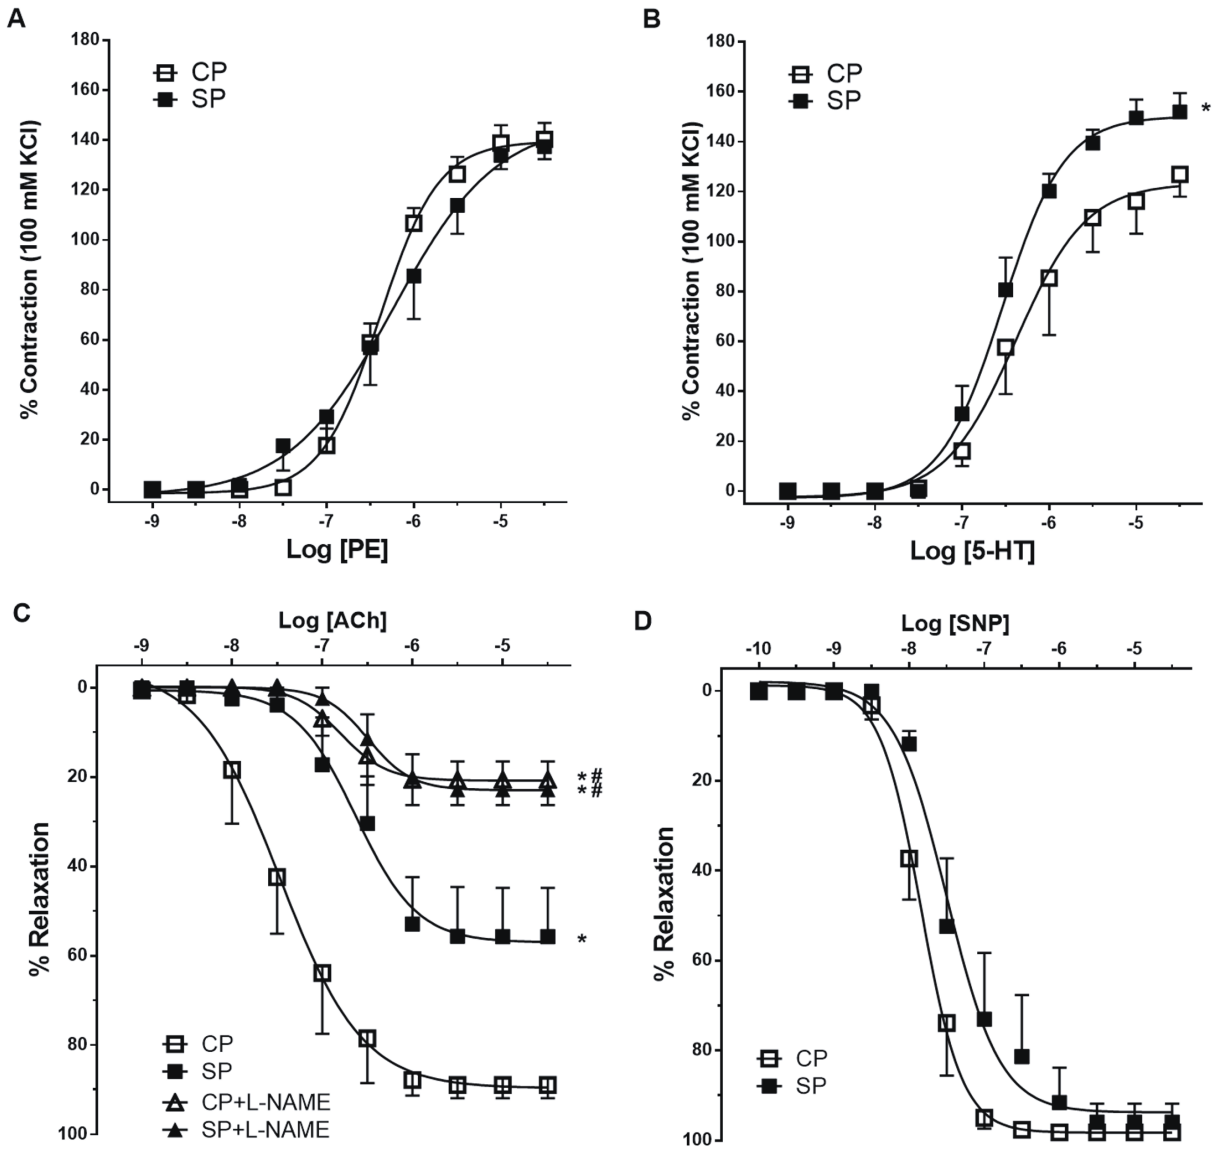 A
180
160
140
120
100
80
60
40
20
0
% Contraction (100 mM KCl)
CP
SP
-9
-8
-7
-6
-5
Log [PE]
B
180
160
140
120
100
80
60
40
20
0
% Contraction (100 mM KCl)
CP
SP
*
-9
-8
-7
-6
-5
Log [5-HT]
C
Log [ACh]
-9
-8
-7
-6
-5
0
20
40
60
80
100
% Relaxation
* #
* #
*
CP
SP
CP+L-NAME
SP+L-NAME
D
Log [SNP]
-10
-9
-8
-7
-6
-5
0
20
40
60
80
100
% Relaxation
CP
SP